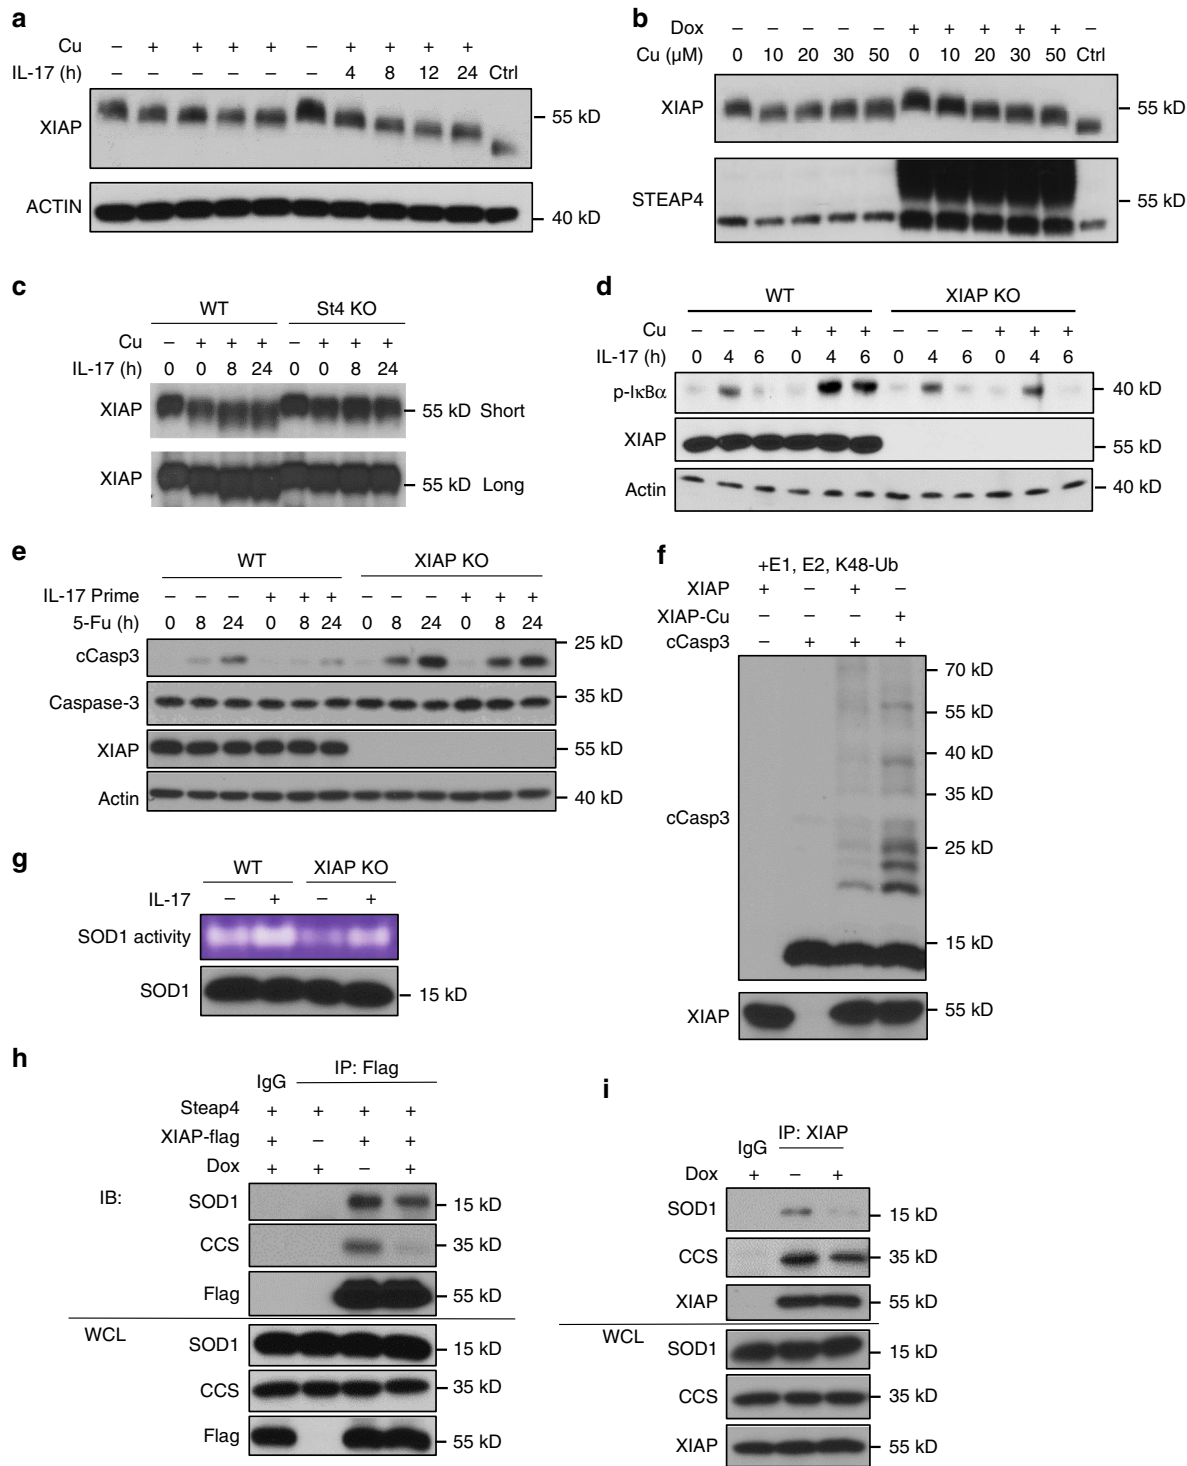 a
Cu – + + + + – + + + +
IL-17 (h) – – – – – – 4 8 12 24 Ctrl
XIAP 55 kD
ACTIN 40 kD
b
Dox – – – – – + + + + + –
Cu (µM) 0 10 20 30 50 0 10 20 30 50 Ctrl
XIAP 55 kD
STEAP4 55 kD
c
WT St4 KO
Cu – + + + – + + +
IL-17 (h) 0 0 8 24 0 0 8 24
XIAP 55 kD Short
XIAP 55 kD Long
d
WT XIAP KO
Cu – – – + + + – – – + + +
IL-17 (h) 0 4 6 0 4 6 0 4 6 0 4 6
p-IκBα 40 kD
XIAP 55 kD
Actin 40 kD
e
WT XIAP KO
IL-17 Prime – – – + + + – – – + + +
5-Fu (h) 0 8 24 0 8 24 0 8 24 0 8 24
cCasp3 25 kD
Caspase-3 35 kD
XIAP 55 kD
Actin 40 kD
f
+E1, E2, K48-Ub
XIAP + – + –
XIAP-Cu – – – +
cCasp3 – + + +
70 kD
55 kD
40 kD
35 kD
cCasp3
25 kD
15 kD
XIAP 55 kD
g
WT XIAP KO
IL-17 – + – +
SOD1 activity
SOD1 15 kD
h
IgG IP: Flag
Steap4 + + + +
XIAP-flag + – + +
Dox + + – +
IB: SOD1 15 kD
CCS 35 kD
Flag 55 kD
WCL SOD1 15 kD
CCS 35 kD
Flag 55 kD
i
IgG IP: XIAP
Dox + – +
SOD1 15 kD
CCS 35 kD
XIAP 55 kD
WCL SOD1 15 kD
CCS 35 kD
XIAP 55 kD